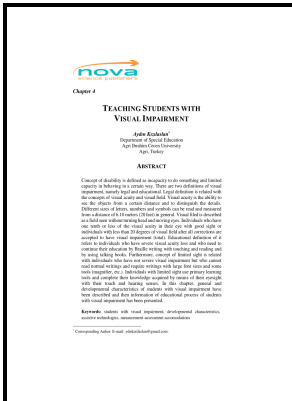 nova
science publishers
Chapter 4
TEACHING STUDENTS WITH
VISUAL IMPAIRMENT
Aydın Kızılaslan*
Department of Special Education
Agri Ibrahim Cecen University
Agri, Turkey
ABSTRACT
Concept of disability is defined as incapacity to do something and limited
capacity in behaving in a certain way. There are two definitions of visual
impairment, namely legal and educational. Legal definition is related with
the concepts of visual acuity and visual field. Visual acuity is the ability to
see the objects from a certain distance and to distinguish the details.
Different sizes of letters, numbers and symbols can be read and measured
from a distance of 6.10 metres (20 feet) in general. Visual filed is described
as a field men without turning head and moving eyes. Individuals who have
one tenth or less of the visual acuity in their eye with good sight or
individuals with less than 20 degrees of visual field after all corrections are
accepted to have visual impairment (total). Educational definition of it
refers to individuals who have severe visual acuity loss and who need to
continue their education by Braille writing with touching and reading and
by using talking books. Furthermore, concept of limited sight is related
with individuals who have not severe visual impairment but who cannot
read normal writings and require writings with large font sizes and some
tools (magnifier, etc.). Individuals with limited sight use primary learning
tools and complete their knowledge acquired by means of their eyesight
with their touch and hearing senses. In this chapter, general and
developmental characteristics of students with visual impairment have
been described and then information of educational process of students
with visual impairment has been presented.
Keywords: students with visual impairment, developmental characteristics,
assistive technologies, measurement-assessment accomodations
* Corresponding Author E-mail: ydnkzlaslan@gmail.com.